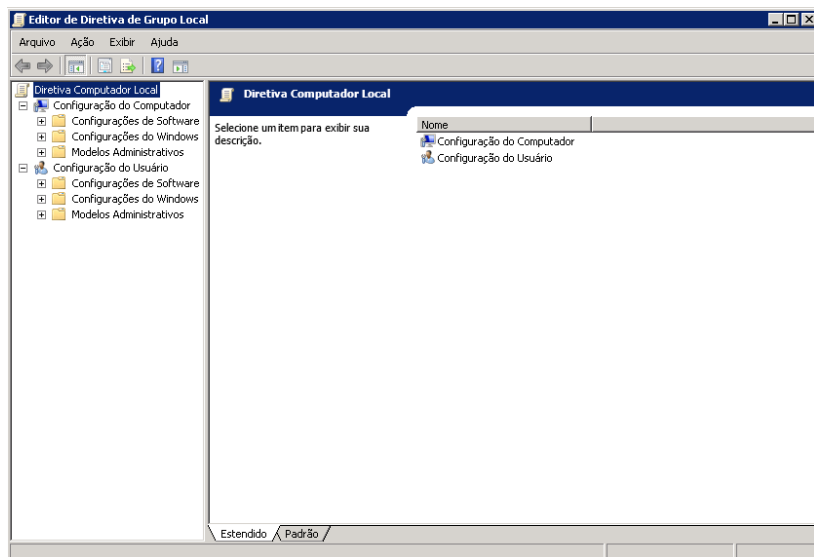 Editor de Diretiva de Grupo Local
Arquivo Ação Exibir Ajuda
Diretiva Computador Local
Configuração do Computador
Configurações de Software
Configurações do Windows
Modelos Administrativos
Configuração do Usuário
Configurações de Software
Configurações do Windows
Modelos Administrativos
Diretiva Computador Local
Selecione um item para exibir sua
descrição.
Nome
Configuração do Computador
Configuração do Usuário
Estendido Padrão